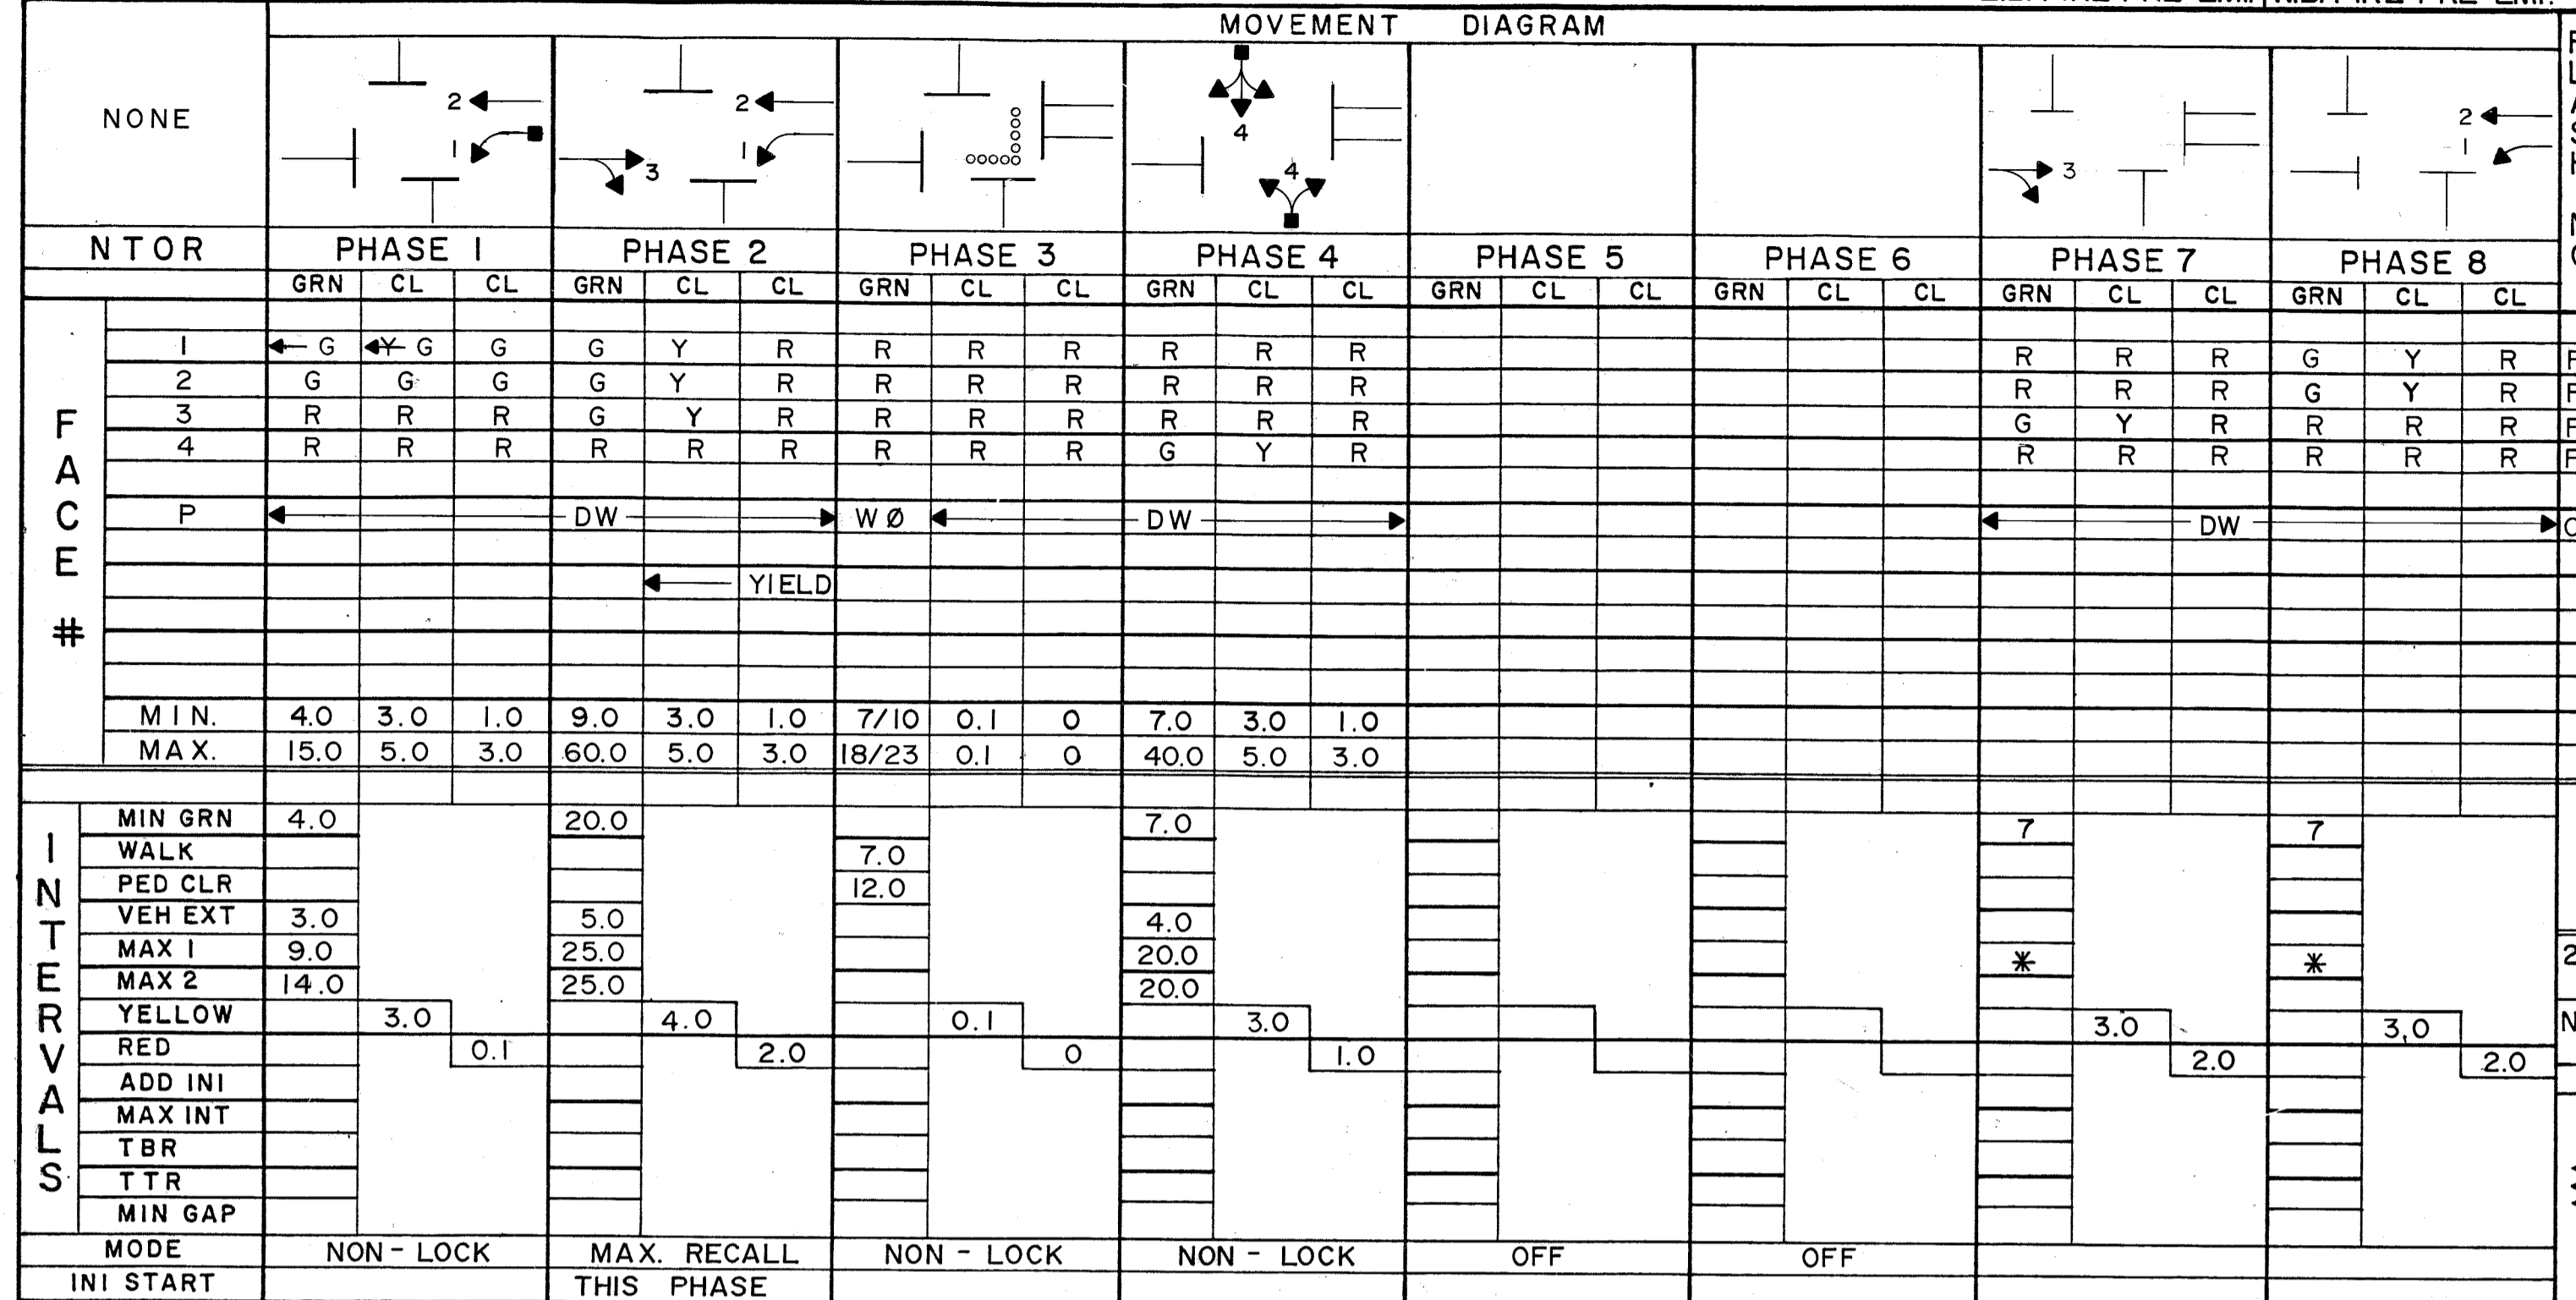 MOVEMENT DIAGRAM
NONE
2 1
3 2 1
ooooo oooo
4 4
3
2 1
NTOR PHASE 1 PHASE 2 PHASE 3 PHASE 4 PHASE 5 PHASE 6 PHASE 7 PHASE 8
GRN CL CL GRN CL CL GRN CL CL GRN CL CL GRN CL CL GRN CL CL GRN CL CL GRN CL CL
FACE #
1 ← G ←Y G G G Y R R R R R R R R R R G Y R
2 G G G G Y R R R R R R R R R R G Y R
3 R R R G Y R R R R R R R G Y R R R R
4 R R R R R R R R R G Y R R R R R R R
P DW WØ DW DW
YIELD
MIN. 4.0 3.0 1.0 9.0 3.0 1.0 7/10 0.1 0 7.0 3.0 1.0
MAX. 15.0 5.0 3.0 60.0 5.0 3.0 18/23 0.1 0 40.0 5.0 3.0
INTERVALS
MIN GRN 4.0 20.0 7.0 7 7
WALK 7.0
PED CLR 12.0
VEH EXT 3.0 5.0 4.0
MAX 1 9.0 25.0 20.0 * *
MAX 2 14.0 25.0 20.0
YELLOW 3.0 4.0 0.1 3.0 3.0 3,0
RED 0.1 2.0 0 1.0 2.0 2.0
ADD INI
MAX INT
TBR
TTR
MIN GAP
MODE NON - LOCK MAX. RECALL NON - LOCK NON - LOCK OFF OFF
INI START THIS PHASE